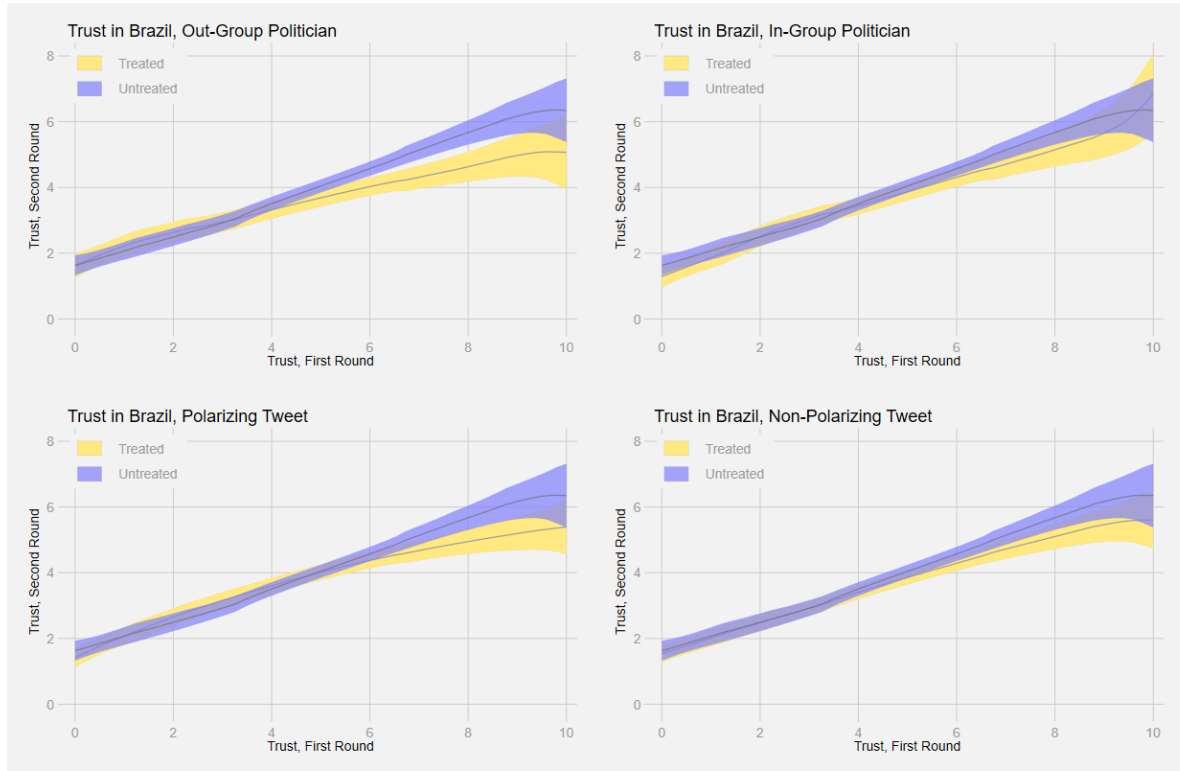 Trust in Brazil, Out-Group Politician
8
Treated
Untreated
6
4
2
0
Trust, Second Round
0 2 4 6 8 10
Trust, First Round
Trust in Brazil, In-Group Politician
8
Treated
Untreated
6
4
2
0
Trust, Second Round
0 2 4 6 8 10
Trust, First Round
Trust in Brazil, Polarizing Tweet
8
Treated
Untreated
6
4
2
0
Trust, Second Round
0 2 4 6 8 10
Trust, First Round
Trust in Brazil, Non-Polarizing Tweet
8
Treated
Untreated
6
4
2
0
Trust, Second Round
0 2 4 6 8 10
Trust, First Round